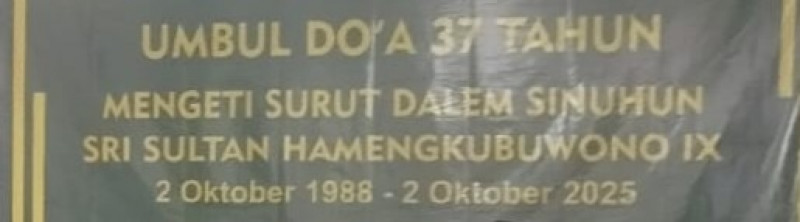 UMBUL DO'A 37 TAHUN
MENGETI SURUT DALEM SINUHUN
SRI SULTAN HAMENGKUBUWONO IX
2 Oktober 1988 - 2 Oktober 2025